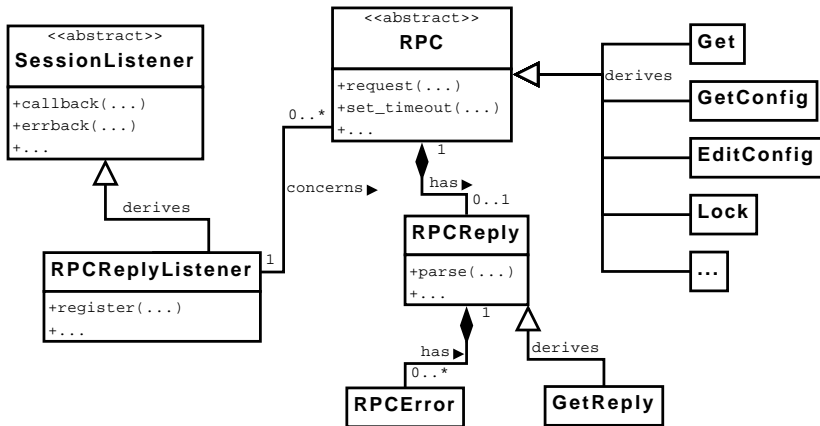 <<abstract>>
SessionListener
+callback(...)
+errback(...)
+...
<<abstract>>
RPC
+request(...)
+set_timeout(...)
+...
derives
Get
GetConfig
EditConfig
Lock
...
0..*
1
concerns
has
0..1
derives
RPCReplyListener
+register(...)
+...
1
RPCReply
+parse(...)
+...
1
has
0..*
derives
RPCError
GetReply